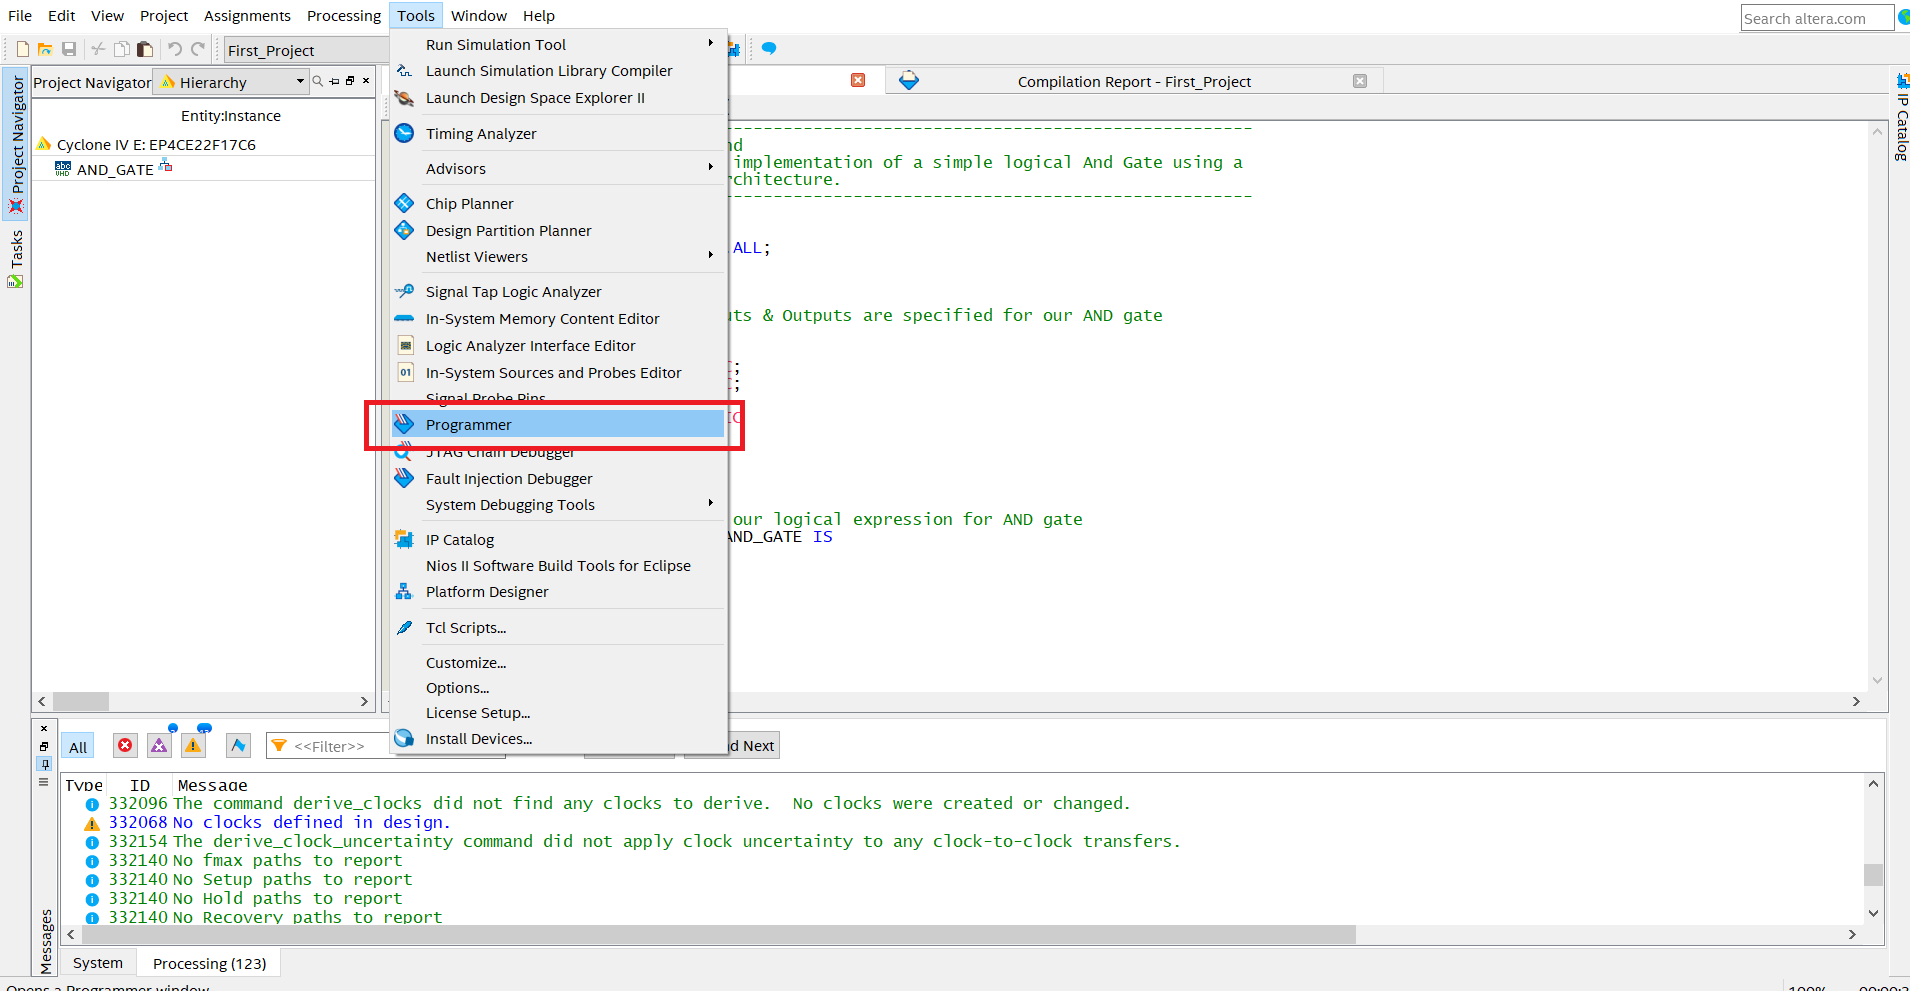 File Edit View Project Assignments Processing Tools Window Help
Search altera.com
First_Project
Project Navigator Hierarchy
Entity:Instance
Cyclone IV E: EP4CE22F17C6
AND_GATE
Project Navigator
Tasks
Run Simulation Tool
Launch Simulation Library Compiler
Launch Design Space Explorer II
Timing Analyzer
Advisors
Chip Planner
Design Partition Planner
Netlist Viewers
Signal Tap Logic Analyzer
In-System Memory Content Editor
Logic Analyzer Interface Editor
In-System Sources and Probes Editor
Signal Probe Pins
Programmer
JTAG Chain Debugger
Fault Injection Debugger
System Debugging Tools
IP Catalog
Nios II Software Build Tools for Eclipse
Platform Designer
Tcl Scripts...
Customize...
Options...
License Setup...
Install Devices...
Compilation Report - First_Project
IP Catalog
implementation of a simple logical And Gate using a
rchitecture.
ALL;
uts & Outputs are specified for our AND gate
our logical expression for AND gate
AND_GATE IS
All
<<Filter>>
Next
Type ID Message
332096 The command derive_clocks did not find any clocks to derive.  No clocks were created or changed.
332068 No clocks defined in design.
332154 The derive_clock_uncertainty command did not apply clock uncertainty to any clock-to-clock transfers.
332140 No fmax paths to report
332140 No Setup paths to report
332140 No Hold paths to report
332140 No Recovery paths to report
Messages
System Processing (123)
Opens a Programmer window
100%